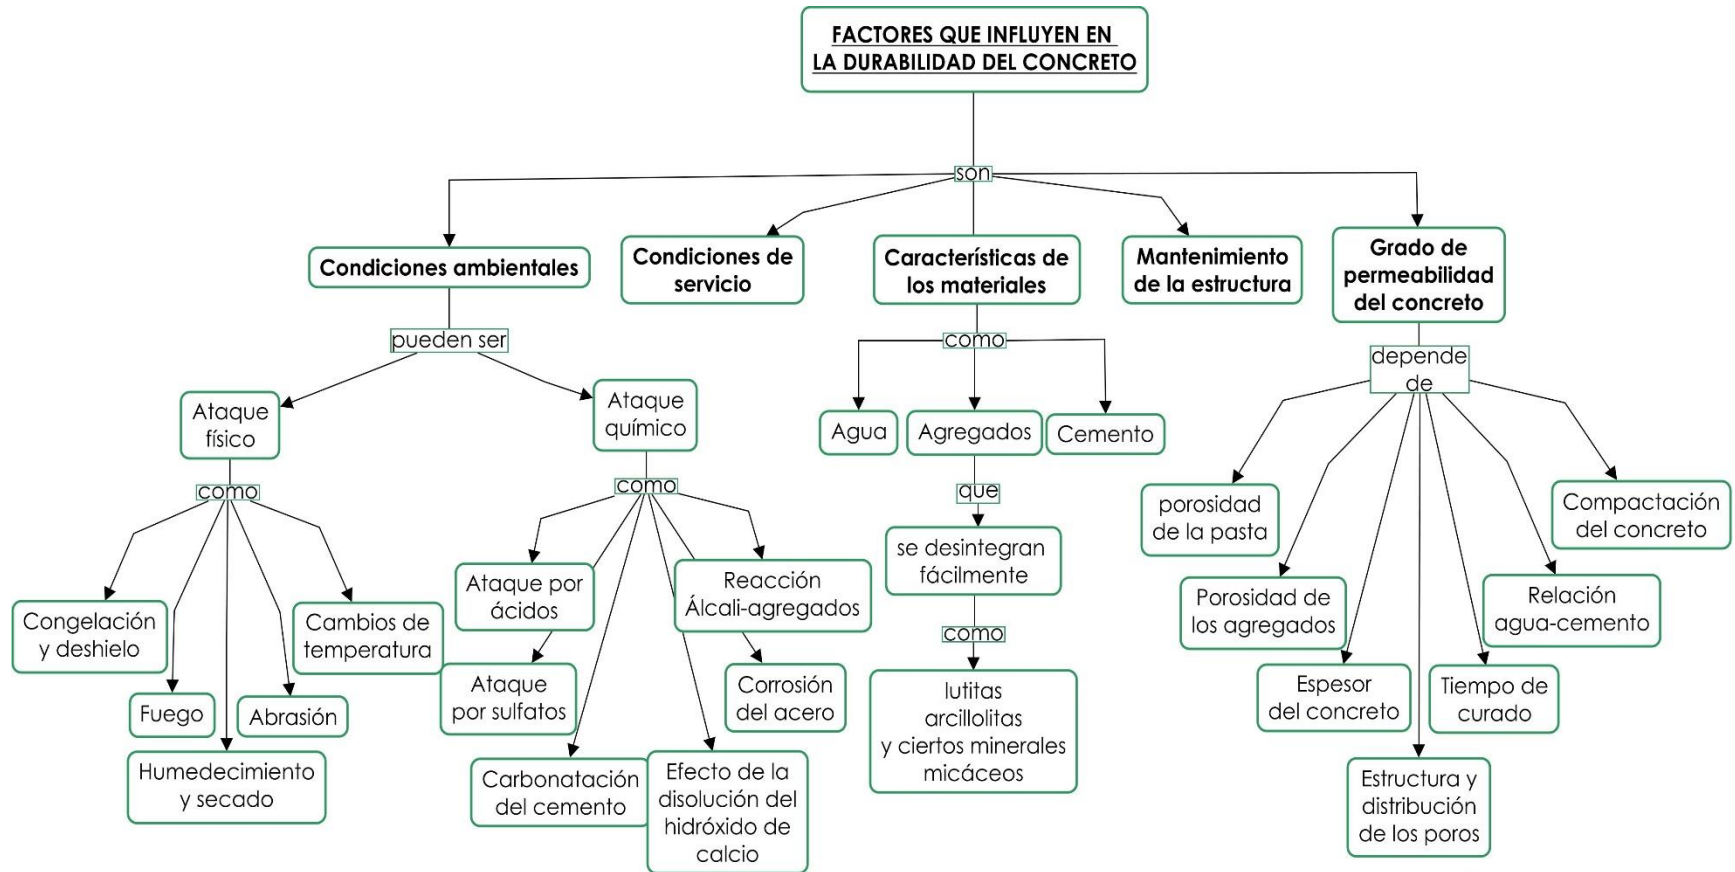 FACTORES QUE INFLUYEN EN
LA DURABILIDAD DEL CONCRETO
son
Condiciones ambientales
Condiciones de
servicio
Características de
los materiales
Mantenimiento
de la estructura
Grado de
permeabilidad
del concreto
pueden ser
como
depende
de
Ataque
físico
Ataque
químico
Agua
Agregados
Cemento
como
como
que
porosidad
de la pasta
Compactación
del concreto
se desintegran
fácilmente
Congelación
y deshielo
Cambios de
temperatura
Ataque por
ácidos
Reacción
Álcali-agregados
Porosidad de
los agregados
Relación
agua-cemento
como
Fuego
Abrasión
Ataque
por sulfatos
Corrosión
del acero
lutitas
arcillolitas
y ciertos minerales
micáceos
Espesor
del concreto
Tiempo de
curado
Humedecimiento
y secado
Carbonatación
del cemento
Efecto de la
disolución del
hidróxido de
calcio
Estructura y
distribución
de los poros